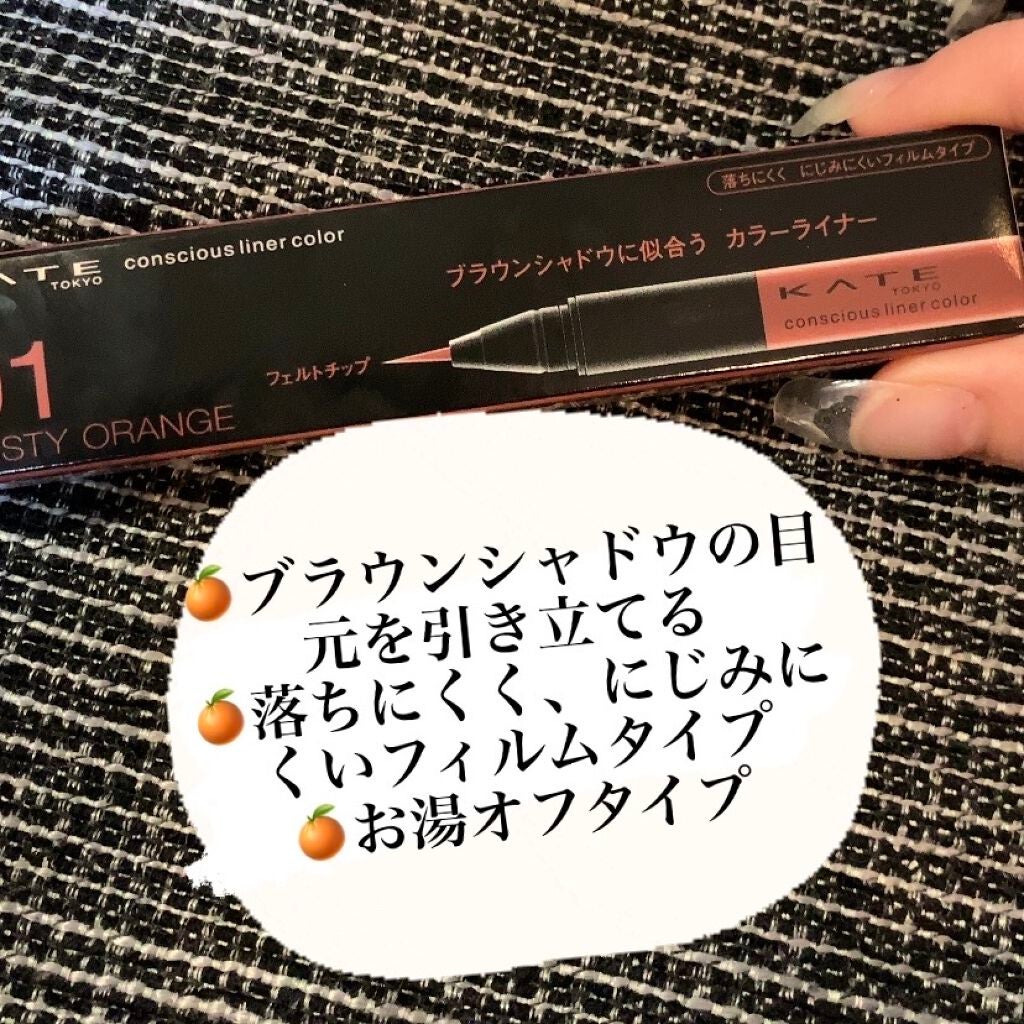 落ちにくく にじみにくいフィルムタイプ
ATE TOKYO conscious liner color
ブラウンシャドウに似合う カラーライナー
KATE TOKYO
conscious liner color
フェルトチップ
01
STY ORANGE
🍊ブラウンシャドウの目
元を引き立てる
🍊落ちにくく、にじみに
くいフィルムタイプ
🍊お湯オフタイプ